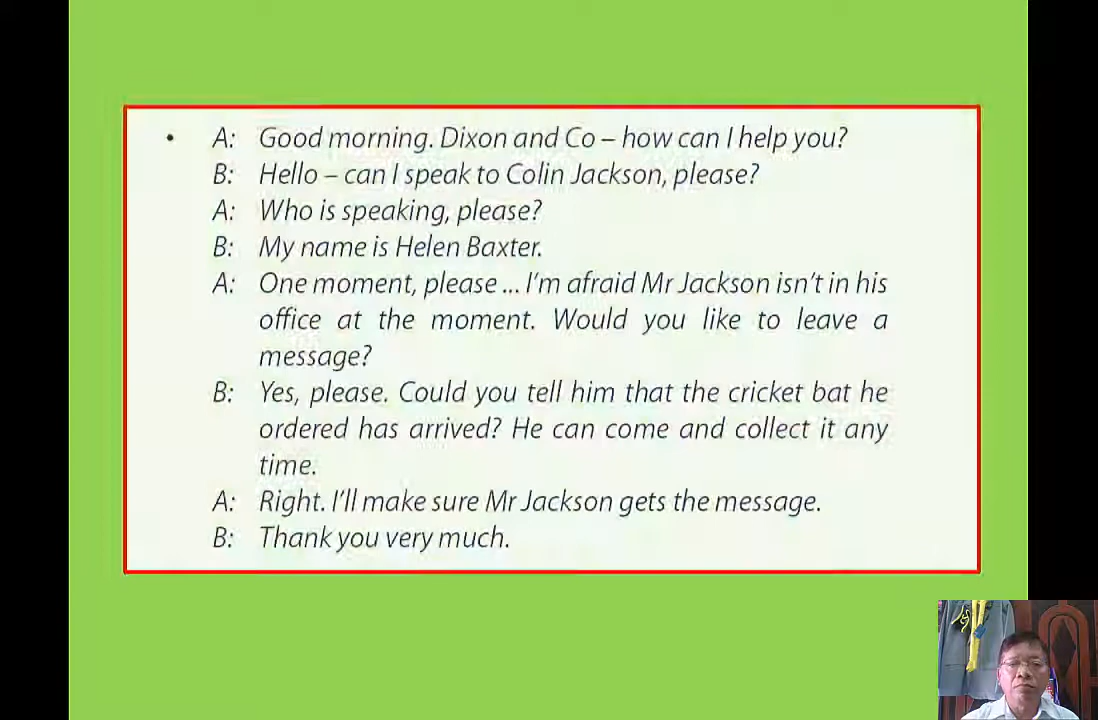 • A: Good morning. Dixon and Co – how can I help you?
B: Hello – can I speak to Colin Jackson, please?
A: Who is speaking, please?
B: My name is Helen Baxter.
A: One moment, please ... I'm afraid Mr Jackson isn't in his
office at the moment. Would you like to leave a
message?
B: Yes, please. Could you tell him that the cricket bat he
ordered has arrived? He can come and collect it any
time.
A: Right. I'll make sure Mr Jackson gets the message.
B: Thank you very much.